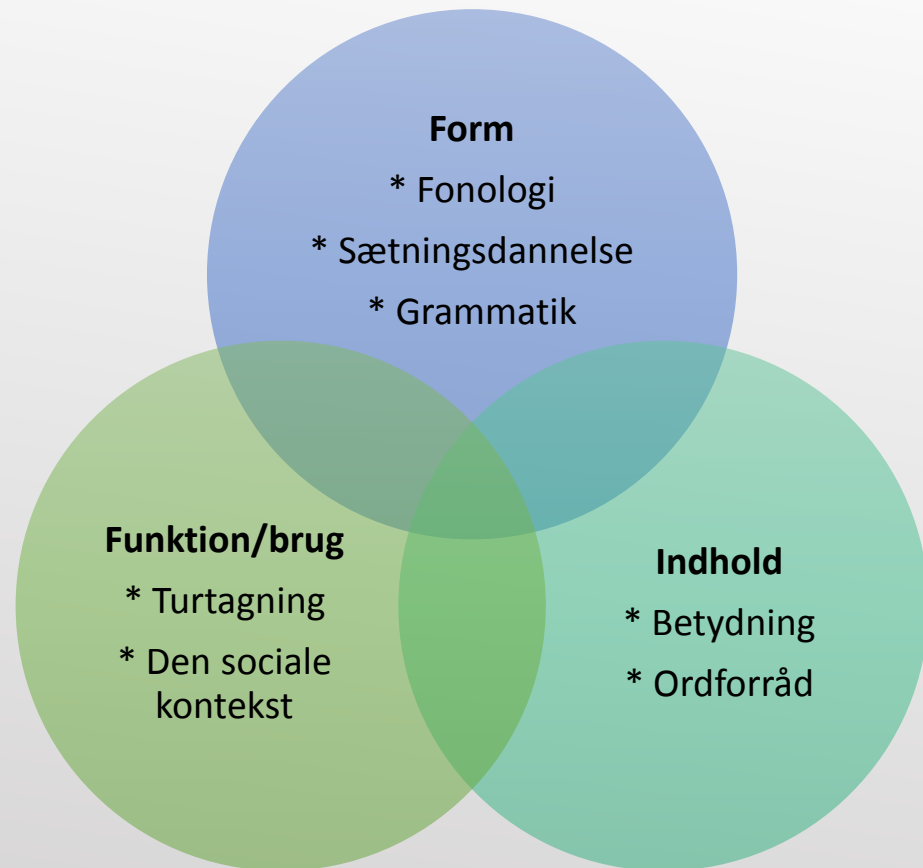 Form
* Fonologi
* Sætningsdannelse
* Grammatik
Funktion/brug
* Turtagning
* Den sociale
kontekst
Indhold
* Betydning
* Ordforråd